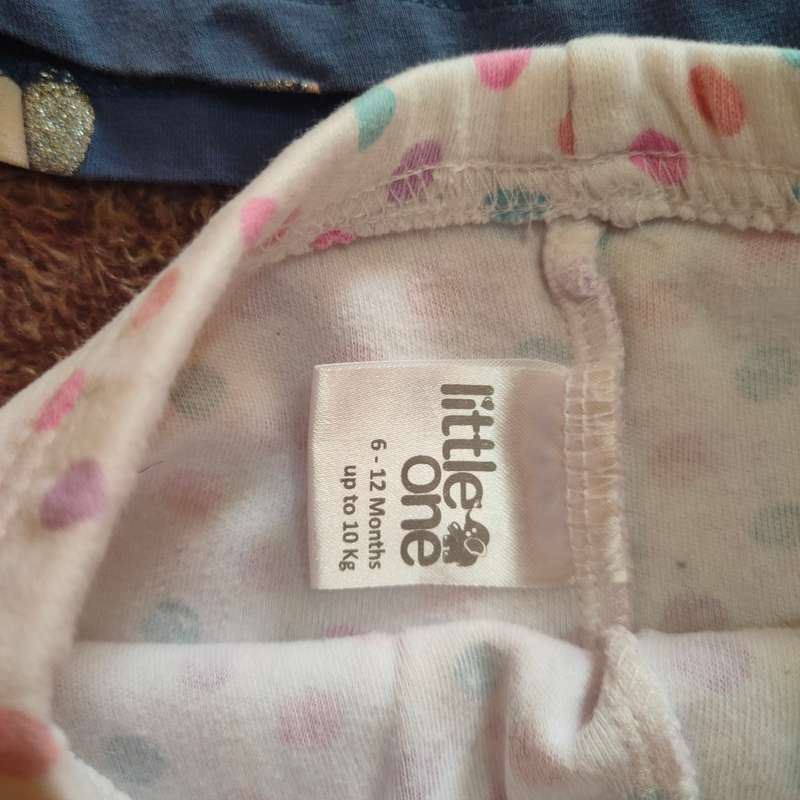 little
one
6 - 12 Months
up to 10 Kg